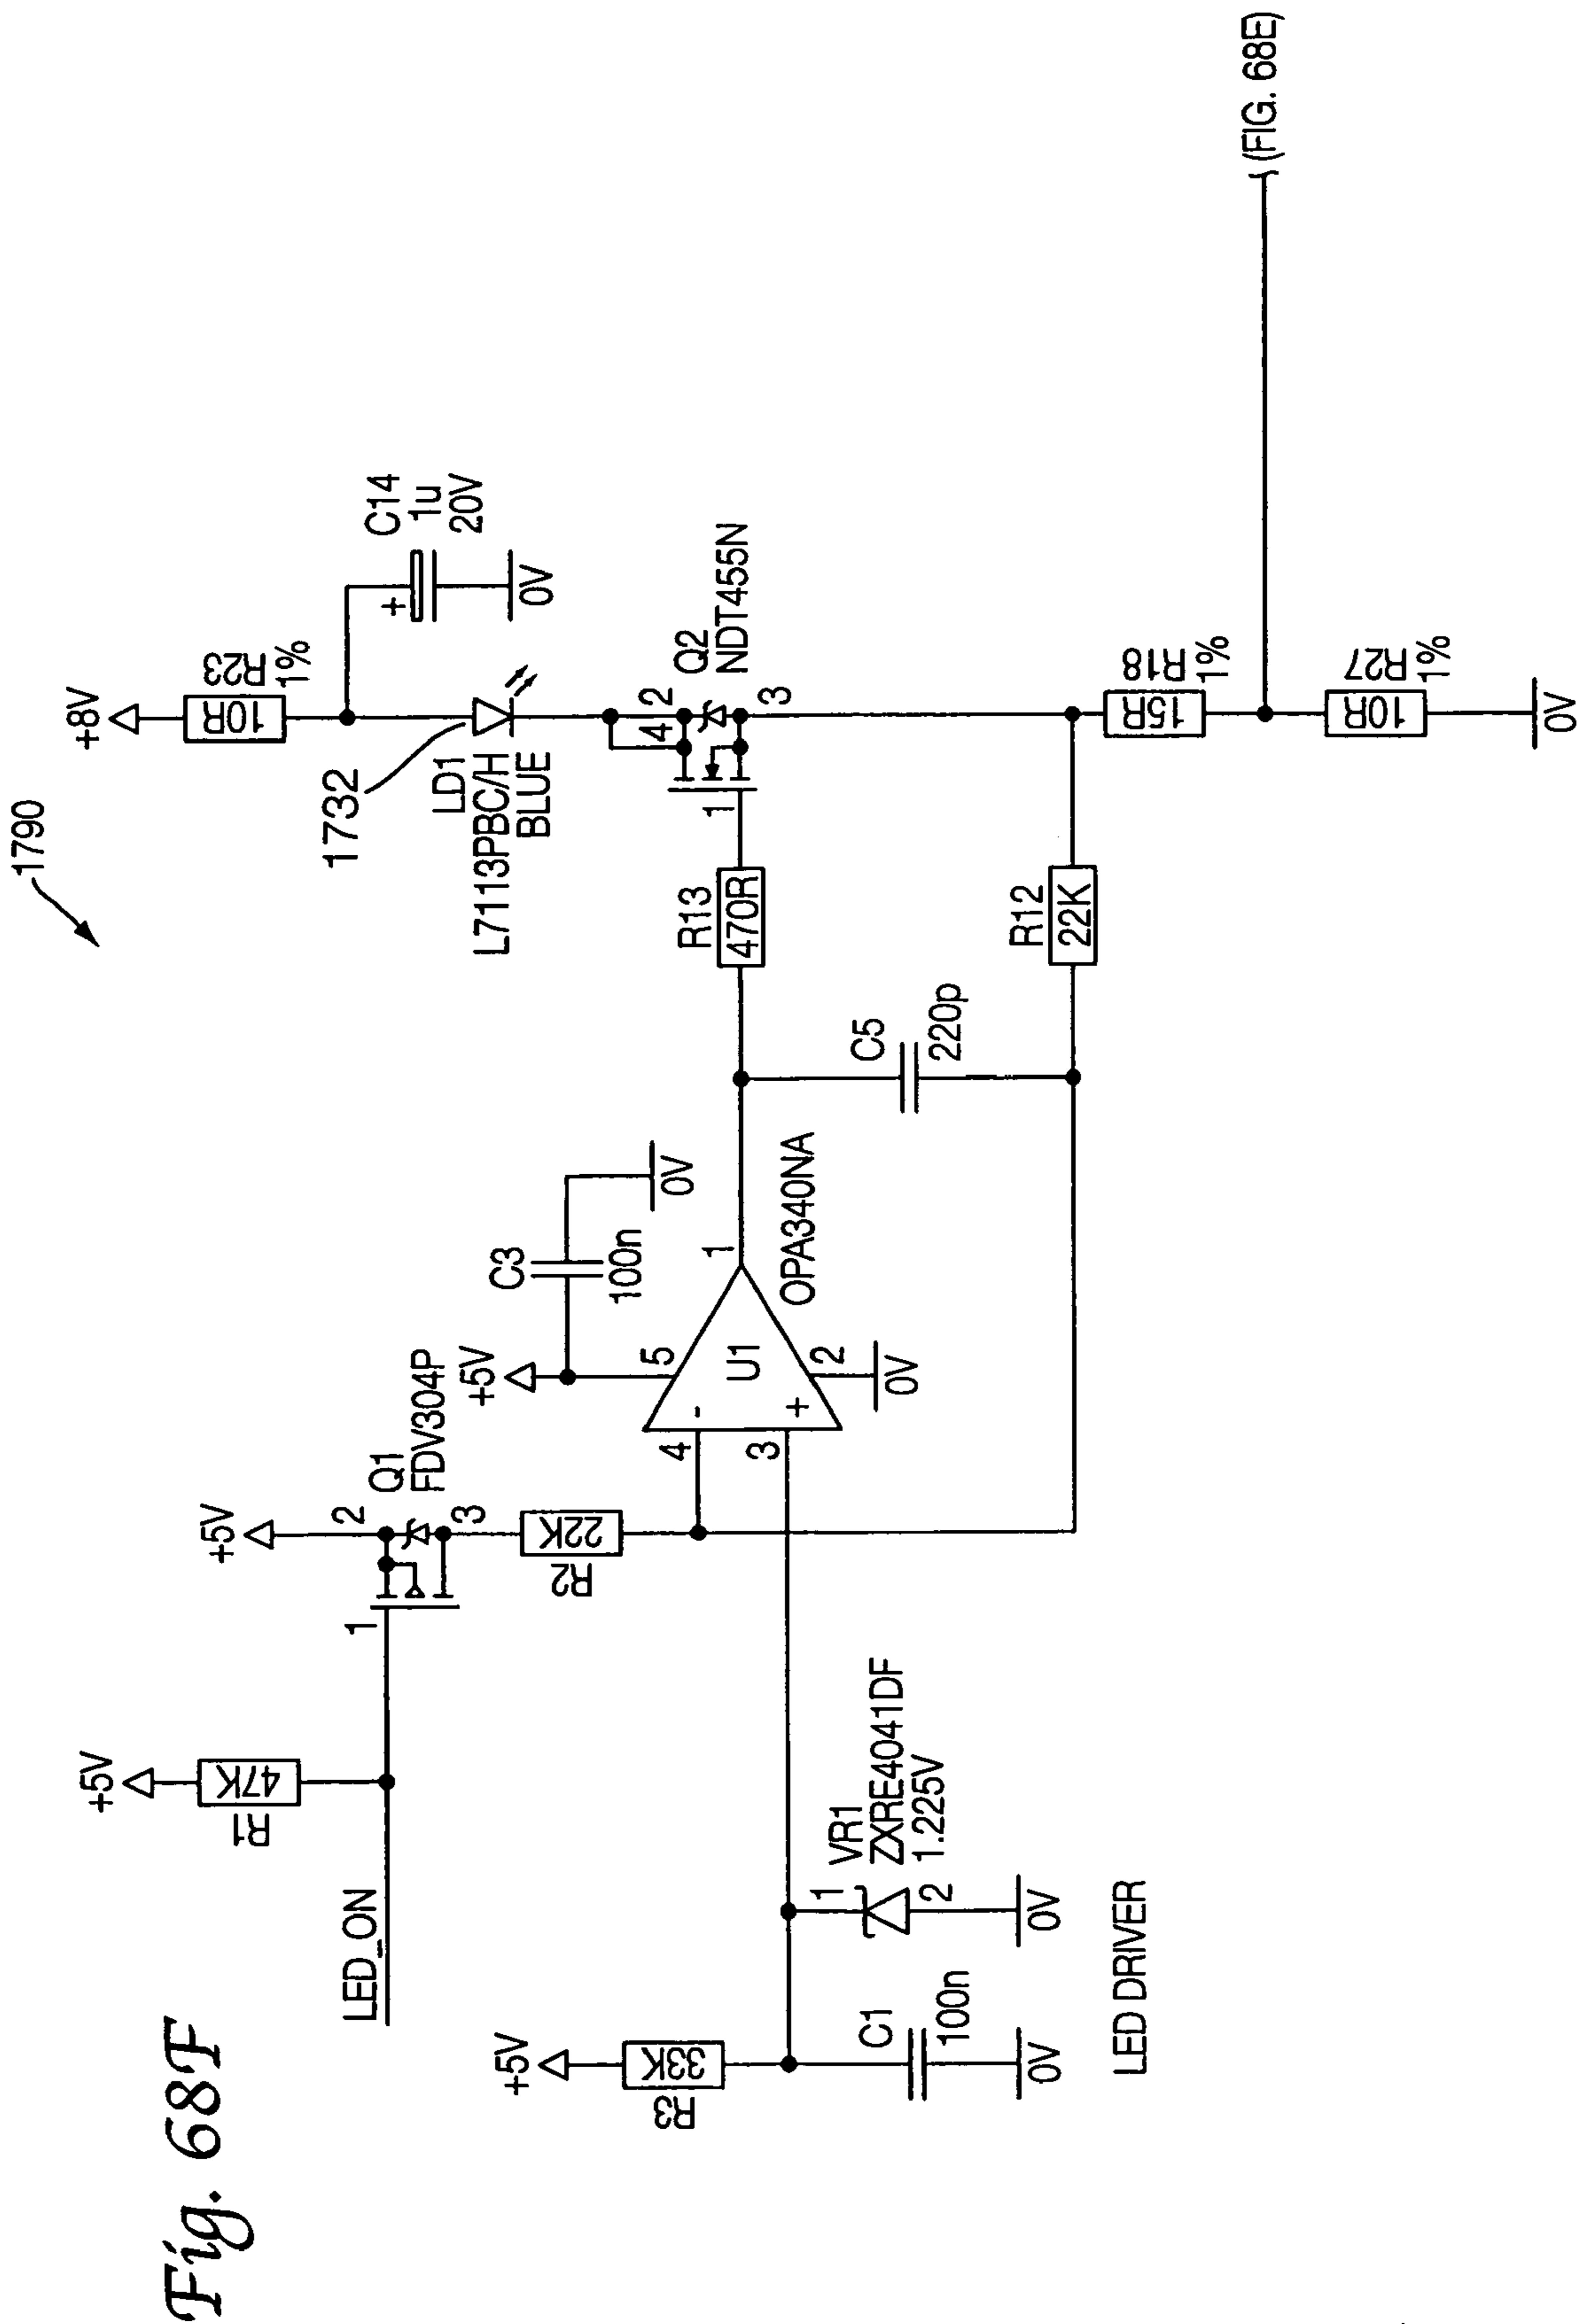 Fig. 68F
1790
LED_ON
+5V
R1
47K
+5V
1
2
3
Q1
FDV304P
R2
22K
+5V
R3
33K
C1
100n
0V
VR1
ZXRE4041DF
1.225V
1
2
0V
+5V
C3
100n
0V
4
3
5
2
1
-
+
U1
OPA340NA
0V
C5
220p
R13
470R
R12
22K
+8V
R23
10R
1%
C14
1u
20V
+
0V
1732
LD1
L7113PBC/H
BLUE
1
4
2
3
Q2
NDT455N
R18
15R
1%
(FIG. 68E)
R27
10R
1%
0V
LED DRIVER